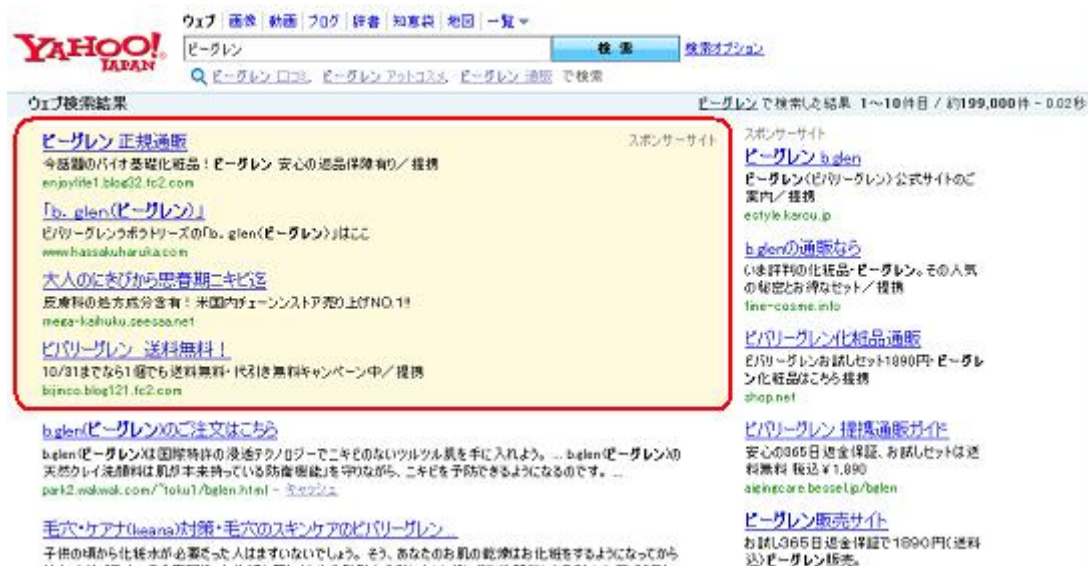 ウェブ 画像 動画 ブログ 辞書 知恵袋 地図 一覧
YAHOO! JAPAN
ビーグレン 検索 検索オプション
ビーグレン 口コミ, ビーグレン アットコスメ, ビーグレン 通販 で検索
ウェブ検索結果
ビーグレン で検索した結果 1～10件目 / 約199,000件 - 0.02秒
ビーグレン 正規通販
スポンサーサイト
今話題のバイオ基礎化粧品！ビーグレン 安心の返品保障有り／提携
enjoylife1.blog32.fc2.com
「b. glen(ビーグレン)」
ビバリーグレンラボラトリーズの「b. glen(ビーグレン)」はここ
www.hassakuharuka.com
大人のにきびから思春期ニキビ迄
皮膚科の処方成分含有！米国内チェーンストア売り上げNO.1!!
mega-kaihuku.seesaa.net
ビバリーグレン 送料無料！
10/31までなら1個でも送料無料・代引き無料キャンペーン中／提携
bijinco.blog121.fc2.com
b.glen(ビーグレン)のご注文はこちら
b.glen(ビーグレン)は国際特許の浸透テクノロジーでニキビのないツルツル肌を手に入れよう。 ... b.glen(ビーグレン)の
天然クレイ洗顔料は肌が本来持っている防衛機能」を守りながら、ニキビを予防できるようになるのです。 ...
park2.wakwak.com/~toku1/bglen.html - キャッシュ
毛穴・ケアナ(keana)対策・毛穴のスキンケアのビバリーグレン...
子供の頃から化粧水が必要だった人はまずいないでしょう。そう、あなたのお肌の乾燥はお化粧をするようになってから
スポンサーサイト
ビーグレン b.glen
ビーグレン(ビバリーグレン)公式サイトのご
案内／提携
estyle.karou.jp
b.glenの通販なら
いま評判の化粧品・ビーグレン。その人気
の秘密とお得なセット／提携
fine-cosme.info
ビバリーグレン化粧品通販
ビバリーグレンお試しセット1890円・ビーグレ
ン化粧品はこちら提携
shop.net
ビバリーグレン 提携通販ガイド
安心の365日返金保証、お試しセットは送
料無料 税込￥1,890
agingcare.bessel.jp/bglen
ビーグレン販売サイト
お試し365日返金保証で1890円(送料
込)ビーグレン販売。